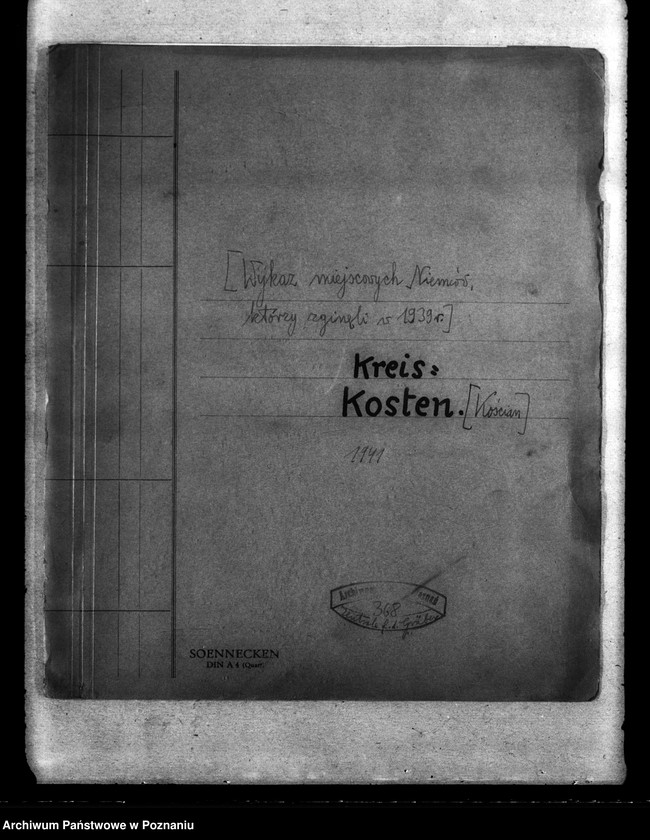 [Wykaz miejscowych Niemców,
którzy zginęli w 1939 r.]
Kreis:
Kosten. [Kościan]
1941
368
SOENNECKEN
DIN A 4 (Quart)
Archiwum Państwowe w Poznaniu